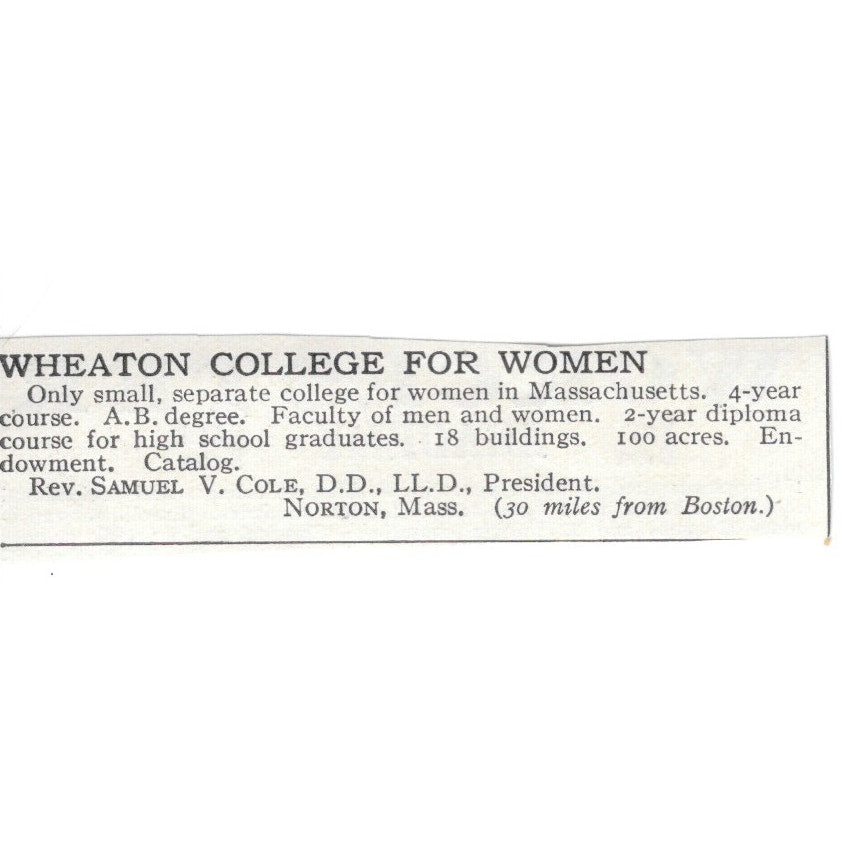 WHEATON COLLEGE FOR WOMEN
Only small, separate college for women in Massachusetts. 4-year
course. A.B. degree. Faculty of men and women. 2-year diploma
course for high school graduates. 18 buildings. 100 acres. En-
dowment. Catalog.
Rev. SAMUEL V. COLE, D.D., LL.D., President.
NORTON, Mass. (30 miles from Boston.)